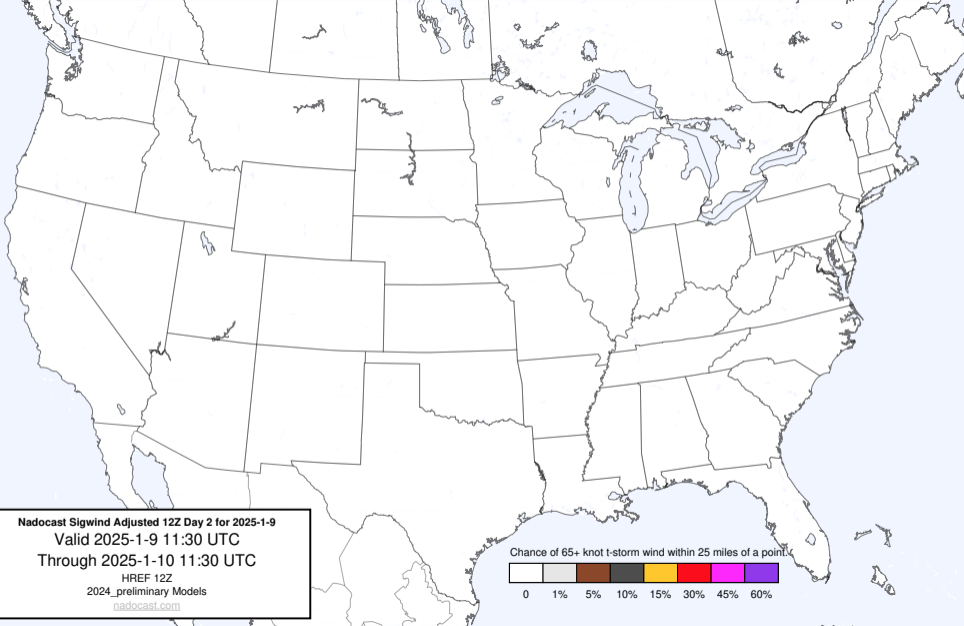 Nadocast Sigwind Adjusted 12Z Day 2 for 2025-1-9
Valid 2025-1-9 11:30 UTC
Through 2025-1-10 11:30 UTC
HREF 12Z
2024_preliminary Models
nadocast.com
Chance of 65+ knot t-storm wind within 25 miles of a point.
0 1% 5% 10% 15% 30% 45% 60%